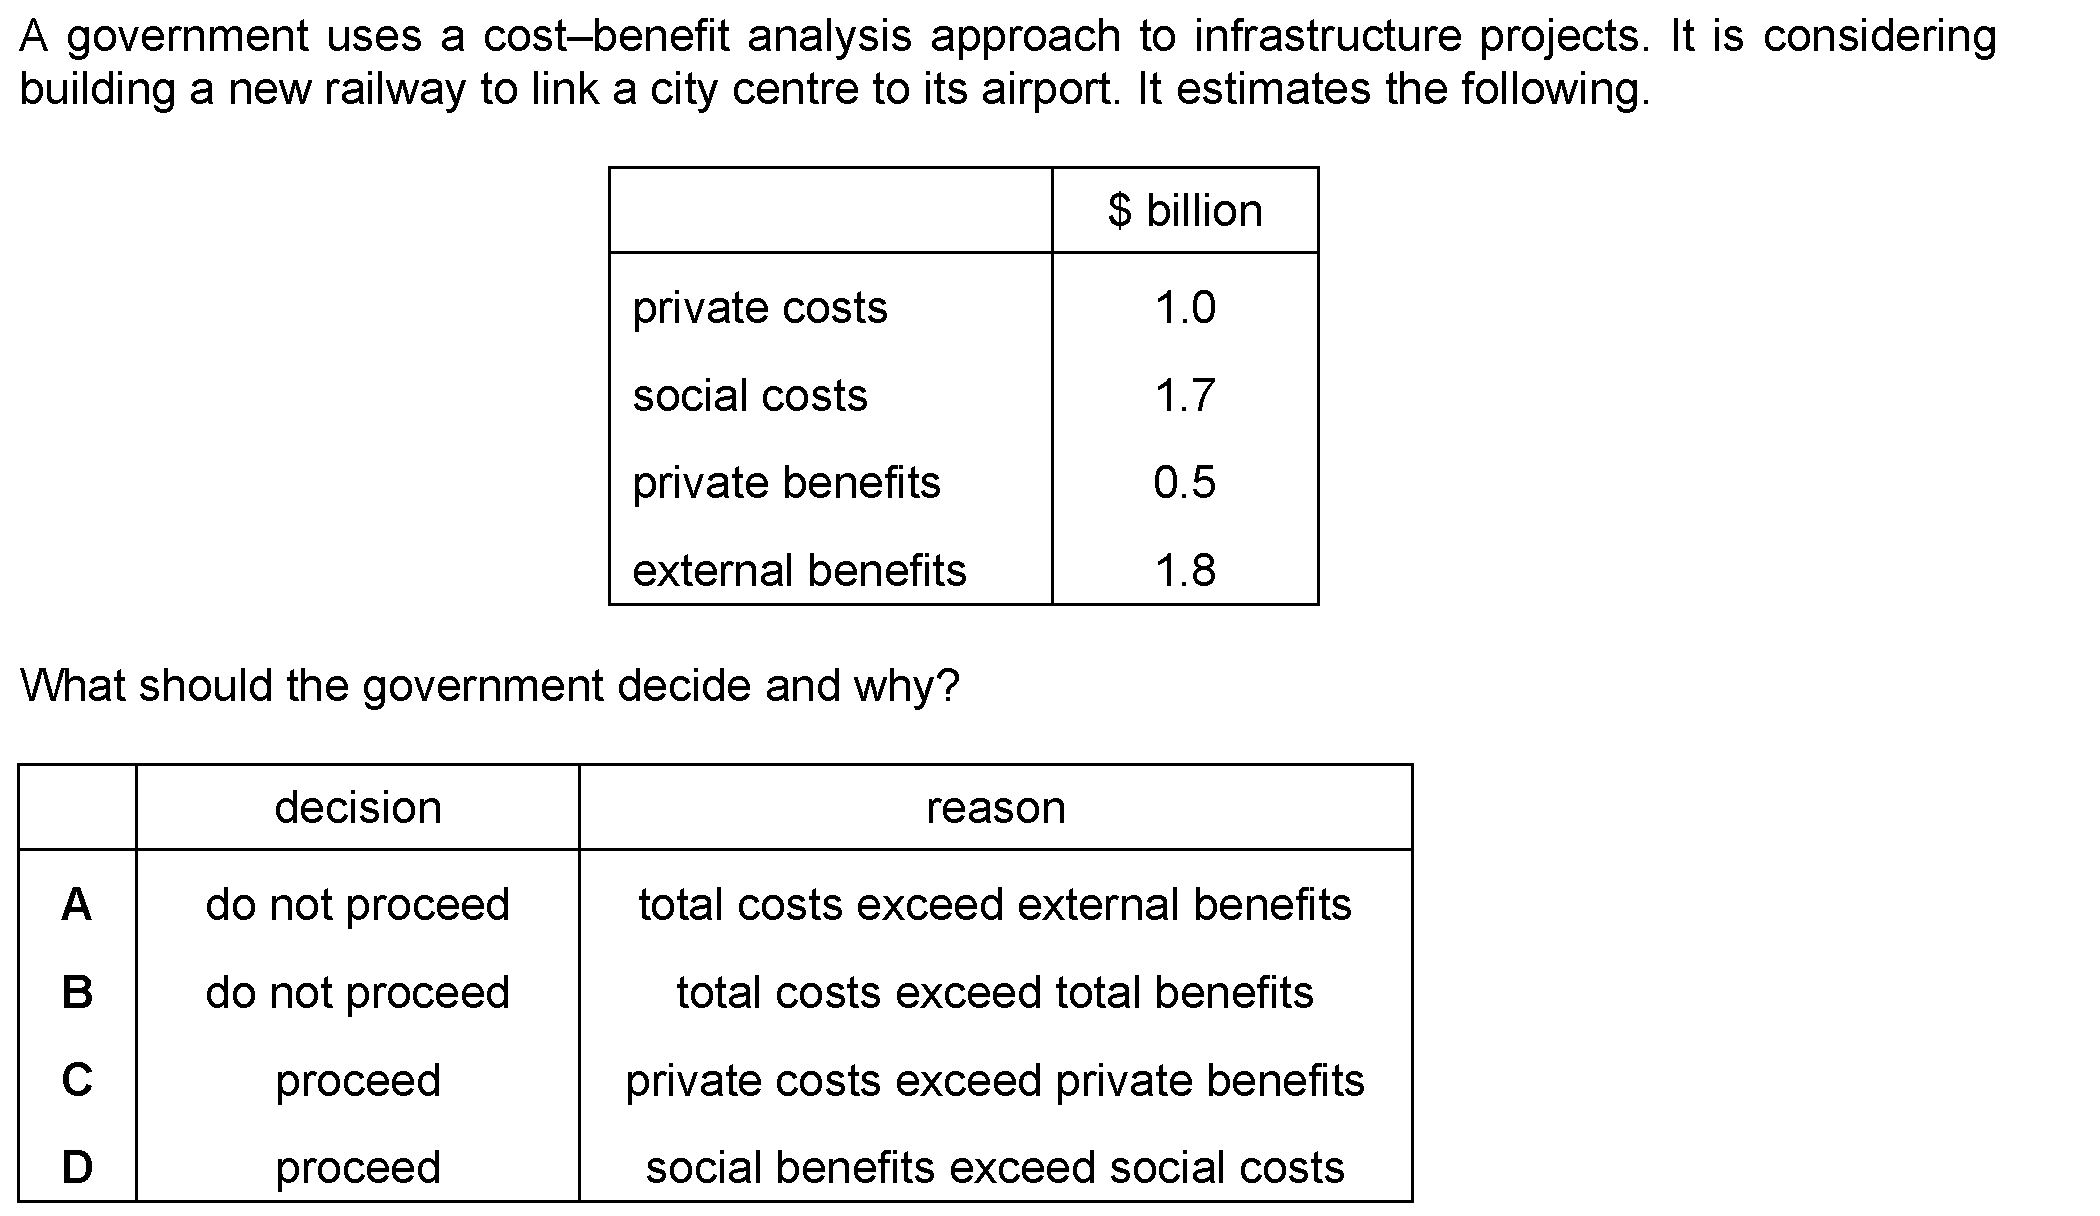 A government uses a cost–benefit analysis approach to infrastructure projects. It is considering
building a new railway to link a city centre to its airport. It estimates the following.
$ billion
private costs 1.0
social costs 1.7
private benefits 0.5
external benefits 1.8
What should the government decide and why?
decision reason
A do not proceed total costs exceed external benefits
B do not proceed total costs exceed total benefits
C proceed private costs exceed private benefits
D proceed social benefits exceed social costs